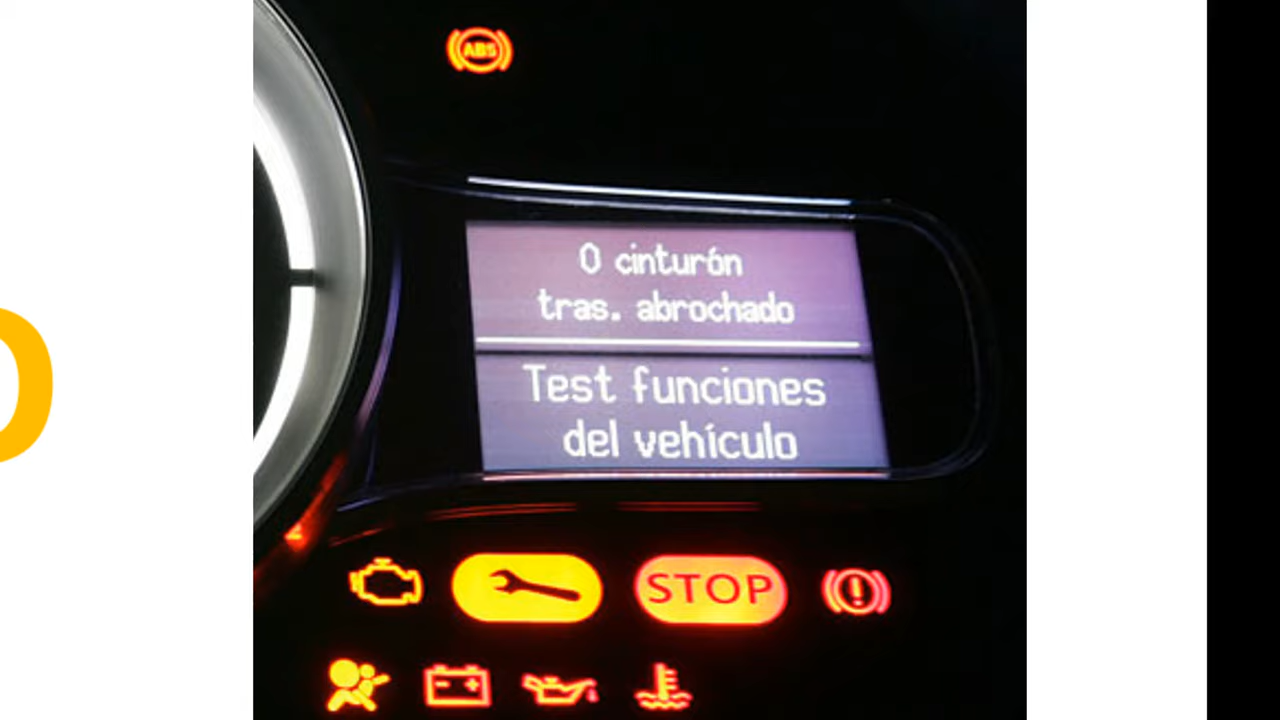 ABS
0 cinturón
tras. abrochado
Test funciones
del vehículo
STOP